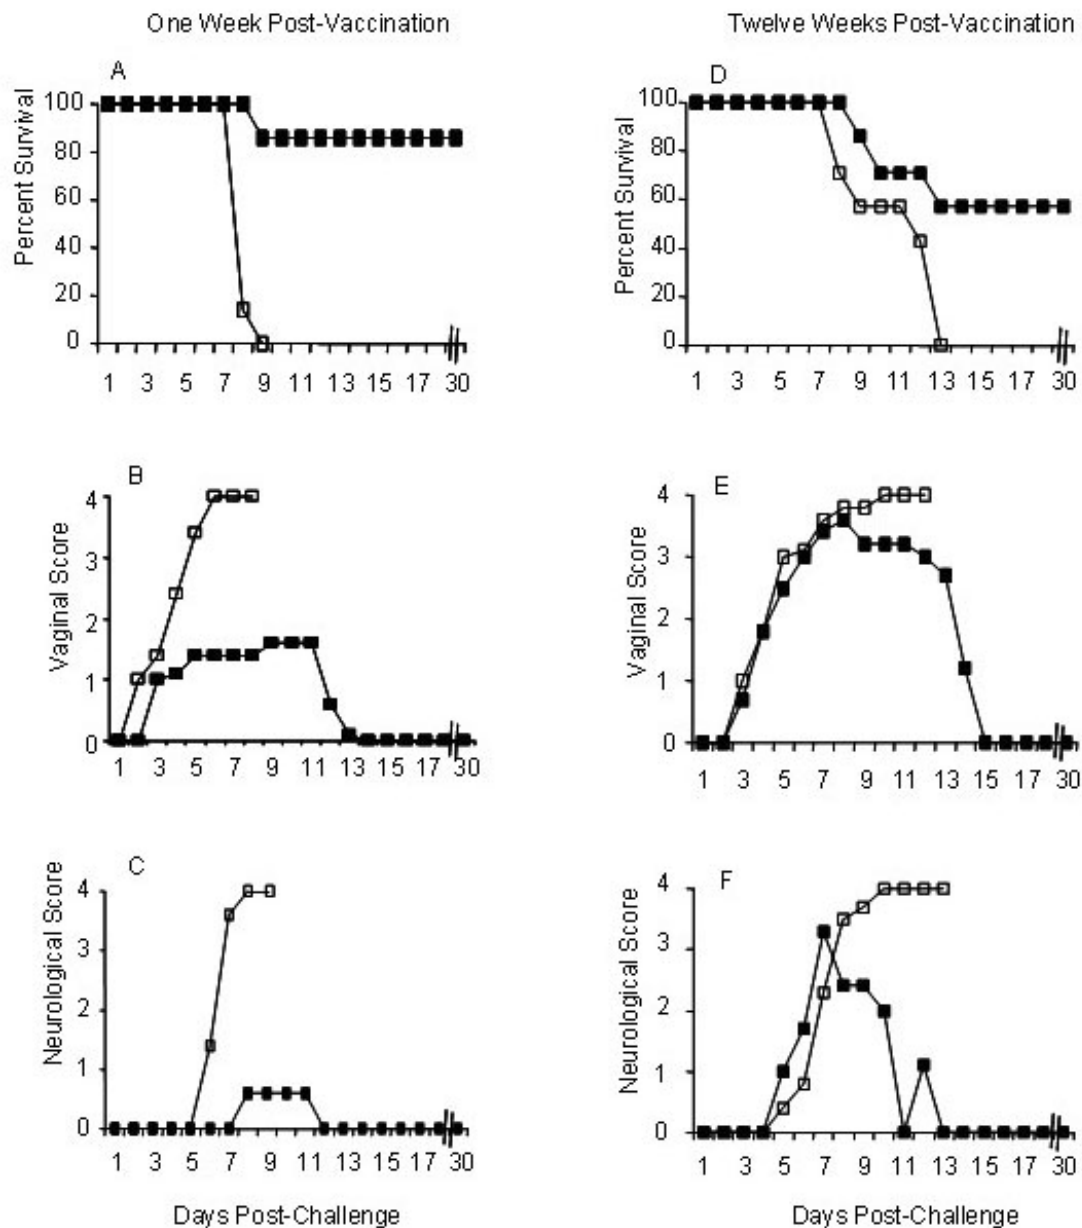 One Week Post-Vaccination
Twelve Weeks Post-Vaccination
A
Percent Survival
100
80
60
40
20
0
1 3 5 7 9 11 13 15 17 30
D
Percent Survival
100
80
60
40
20
0
1 3 5 7 9 11 13 15 17 30
B
Vaginal Score
4
3
2
1
0
1 3 5 7 9 11 13 15 17 30
E
Vaginal Score
4
3
2
1
0
1 3 5 7 9 11 13 15 17 30
C
Neurological Score
4
3
2
1
0
1 3 5 7 9 11 13 15 17 30
Days Post-Challenge
F
Neurological Score
4
3
2
1
0
1 3 5 7 9 11 13 15 17 30
Days Post-Challenge